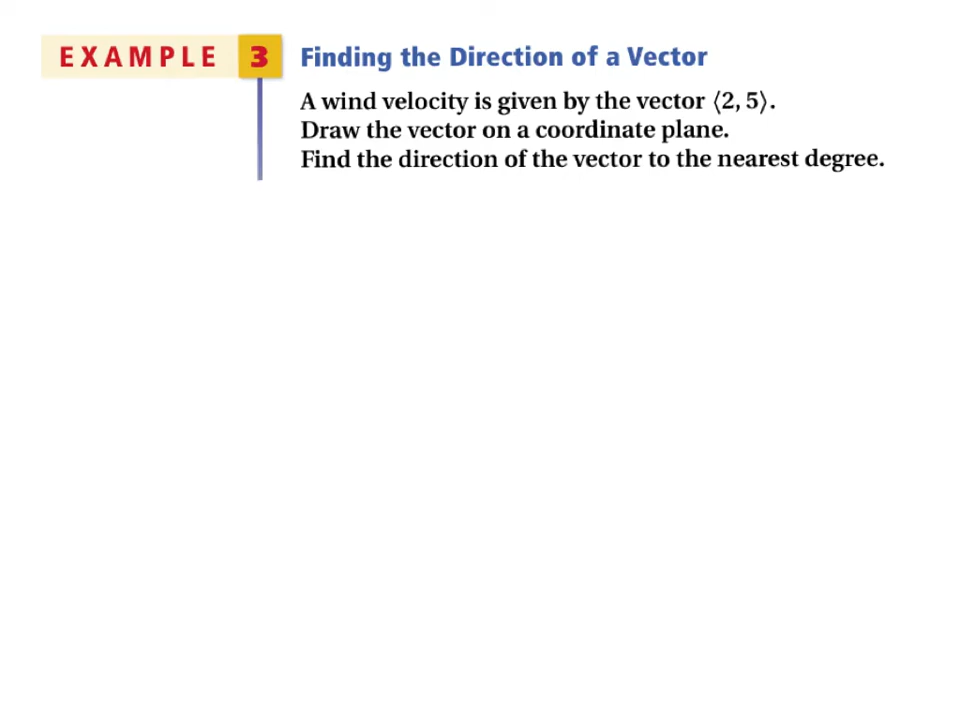 EXAMPLE 3 Finding the Direction of a Vector
A wind velocity is given by the vector ⟨2, 5⟩.
Draw the vector on a coordinate plane.
Find the direction of the vector to the nearest degree.